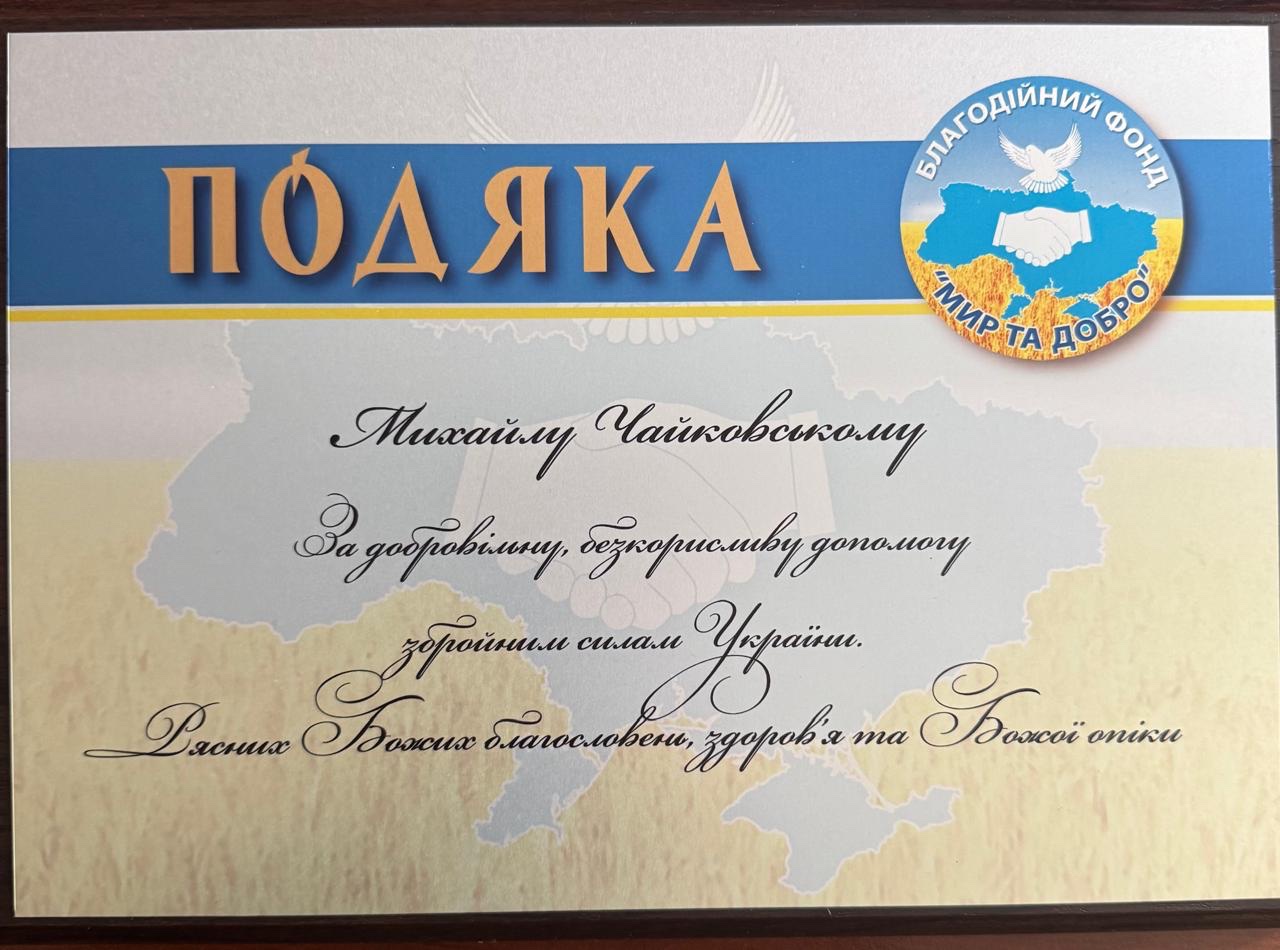 ПОДЯКА
БЛАГОДІЙНИЙ ФОНД
"МИР ТА ДОБРО"
Михайлу Чайковському
За добровільну, безкорисливу допомогу
збройним силам України.
Рясних Божих благословень, здоров'я та Божої опіки